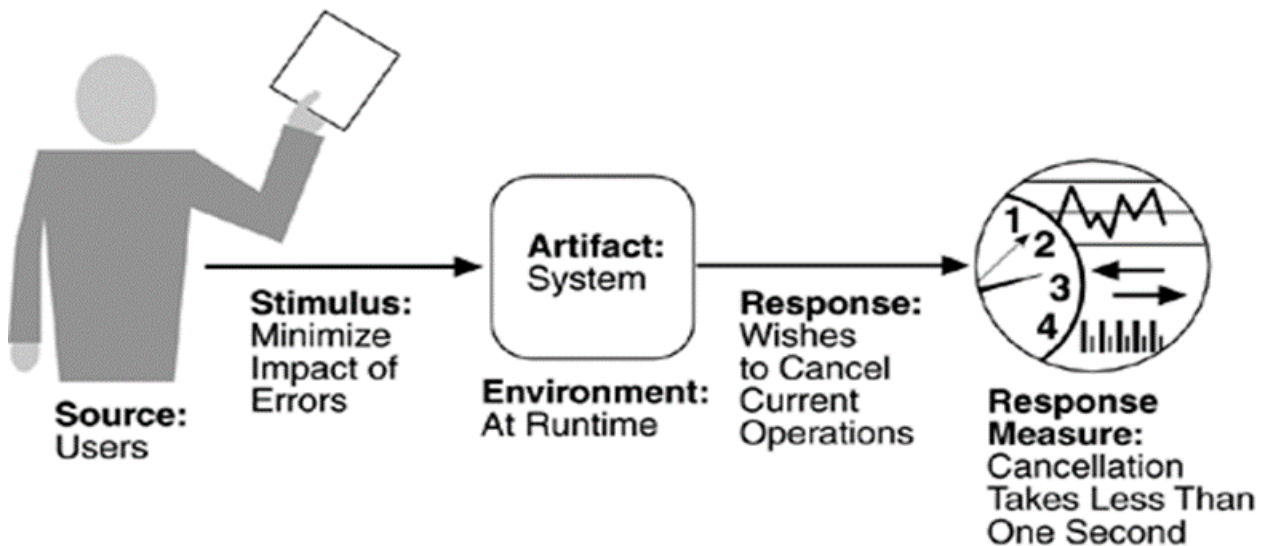 Source:
Users
Stimulus:
Minimize
Impact of
Errors
Artifact:
System
Environment:
At Runtime
Response:
Wishes
to Cancel
Current
Operations
1
2
3
4
Response
Measure:
Cancellation
Takes Less Than
One Second